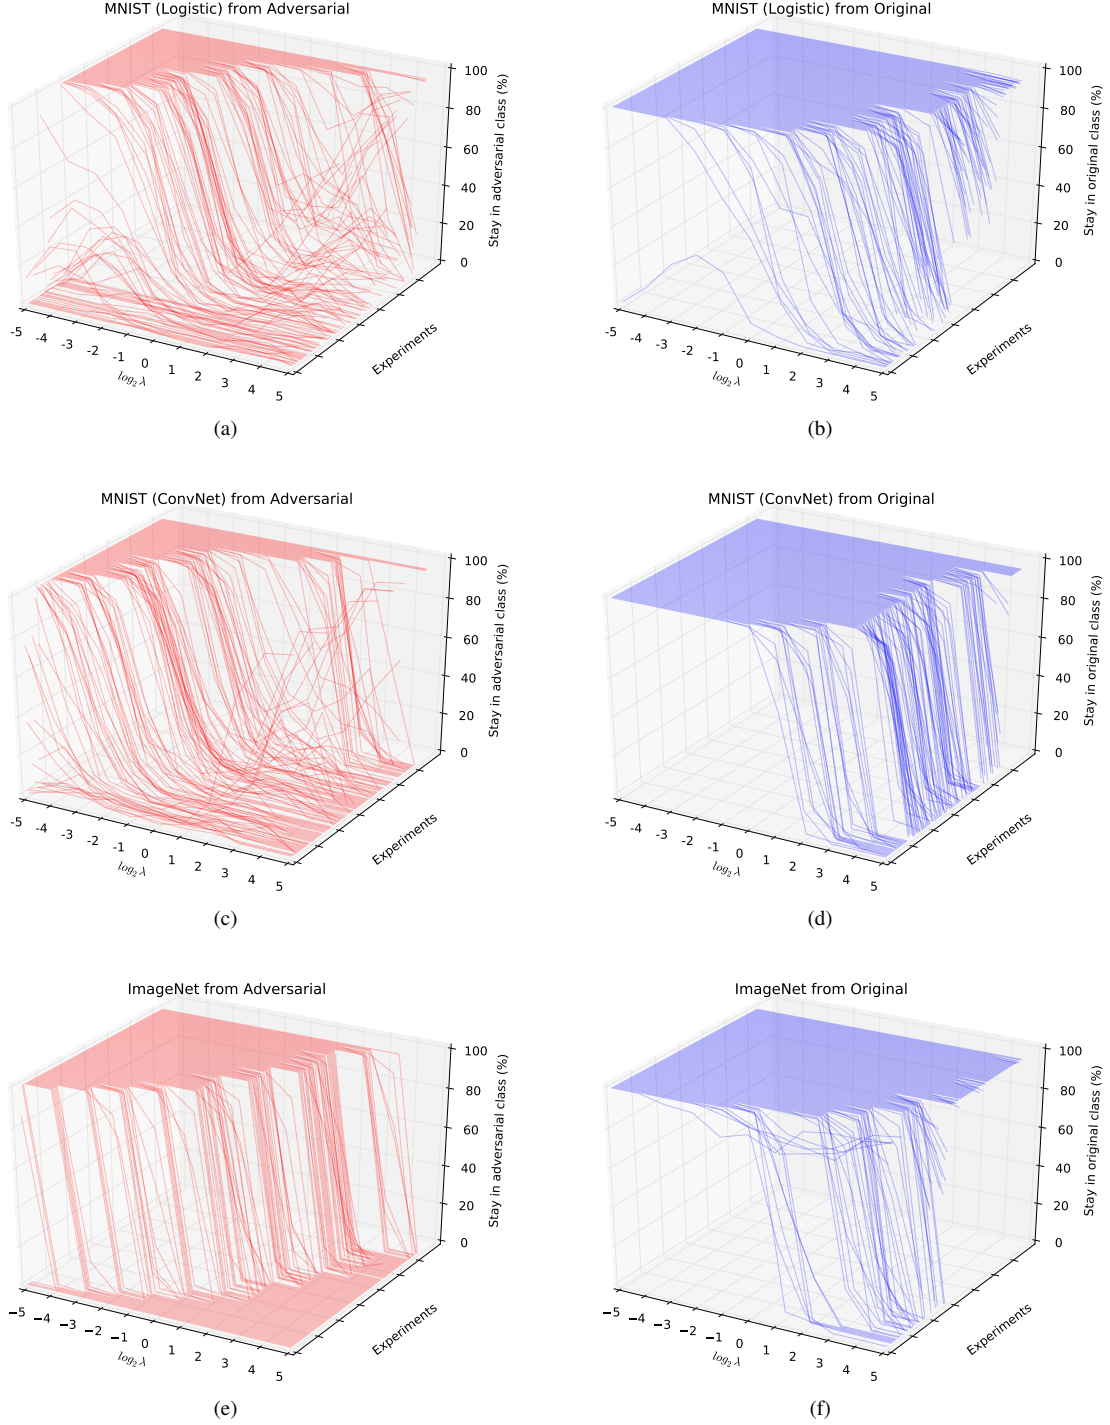 MNIST (Logistic) from Adversarial
100
80
60
40
20
0
Stay in adversarial class (%)
Experiments
-5 -4 -3 -2 -1 0 1 2 3 4 5
log₂ λ
(a)
MNIST (Logistic) from Original
100
80
60
40
20
0
Stay in original class (%)
Experiments
-5 -4 -3 -2 -1 0 1 2 3 4 5
log₂ λ
(b)
MNIST (ConvNet) from Adversarial
100
80
60
40
20
0
Stay in adversarial class (%)
Experiments
-5 -4 -3 -2 -1 0 1 2 3 4 5
log₂ λ
(c)
MNIST (ConvNet) from Original
100
80
60
40
20
0
Stay in original class (%)
Experiments
-5 -4 -3 -2 -1 0 1 2 3 4 5
log₂ λ
(d)
ImageNet from Adversarial
100
80
60
40
20
0
Stay in adversarial class (%)
Experiments
−5 −4 −3 −2 −1 0 1 2 3 4 5
log₂ λ
(e)
ImageNet from Original
100
80
60
40
20
0
Stay in original class (%)
Experiments
−5 −4 −3 −2 −1 0 1 2 3 4 5
log₂ λ
(f)